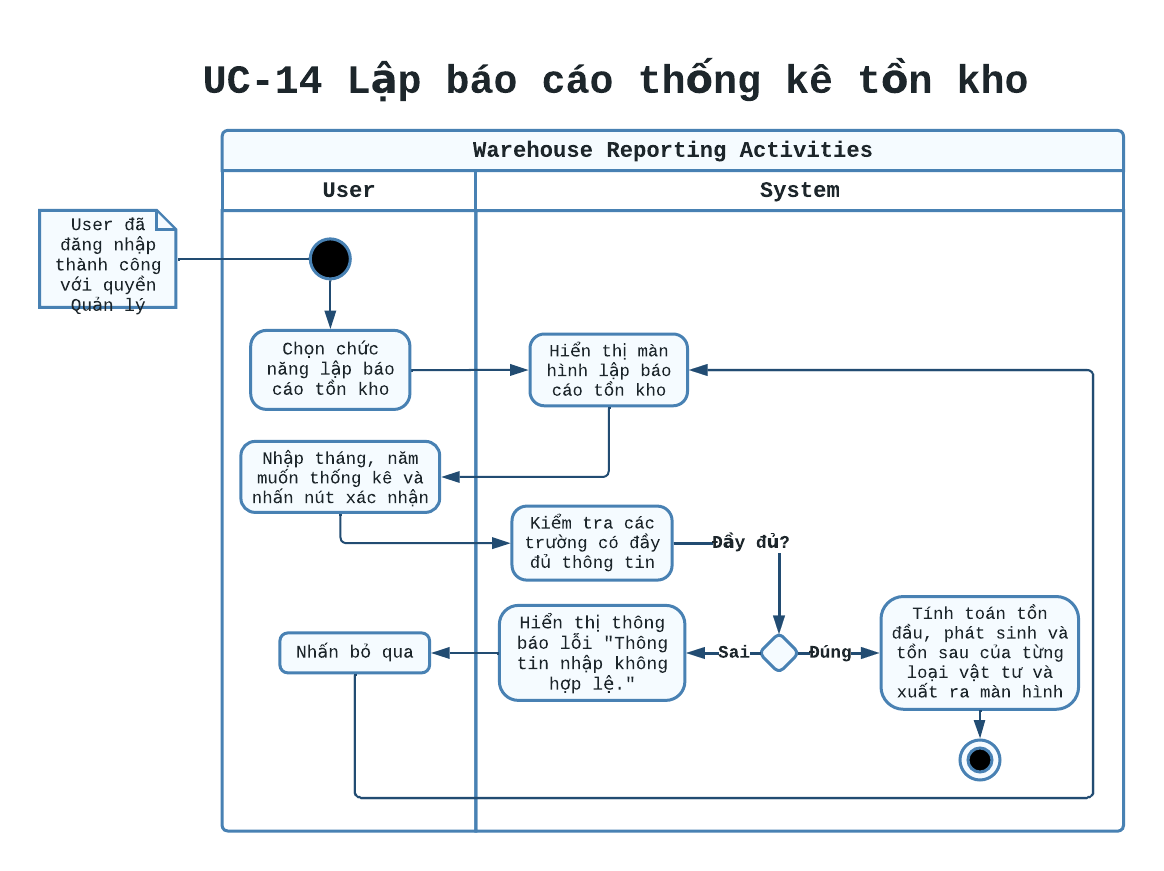 UC-14 Lập báo cáo thống kê tồn kho
Warehouse Reporting Activities
User
System
User đã
đăng nhập
thành công
với quyền
Quản lý
Chọn chức
năng lập báo
cáo tồn kho
Hiển thị màn
hình lập báo
cáo tồn kho
Nhập tháng, năm
muốn thống kê và
nhấn nút xác nhận
Kiểm tra các
trường có đầy
đủ thông tin
Đầy đủ?
Sai
Đúng
Hiển thị thông
báo lỗi "Thông
tin nhập không
hợp lệ."
Nhấn bỏ qua
Tính toán tồn
đầu, phát sinh và
tồn sau của từng
loại vật tư và
xuất ra màn hình